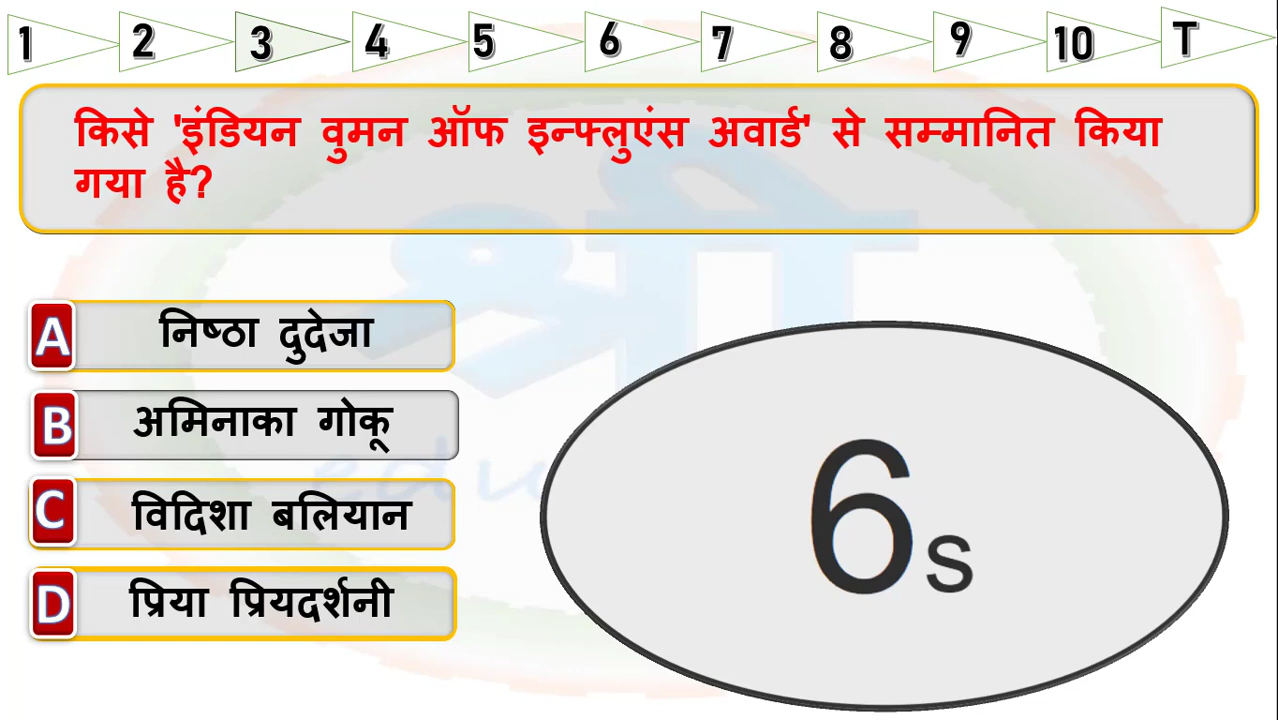 1 2 3 4 5 6 7 8 9 10 T
किसे 'इंडियन वुमन ऑफ इन्फ्लुएंस अवार्ड' से सम्मानित किया
गया है?
A निष्ठा दुदेजा
B अमिनाका गोकू
C विदिशा बलियान
D प्रिया प्रियदर्शनी
6s
श्री
edu